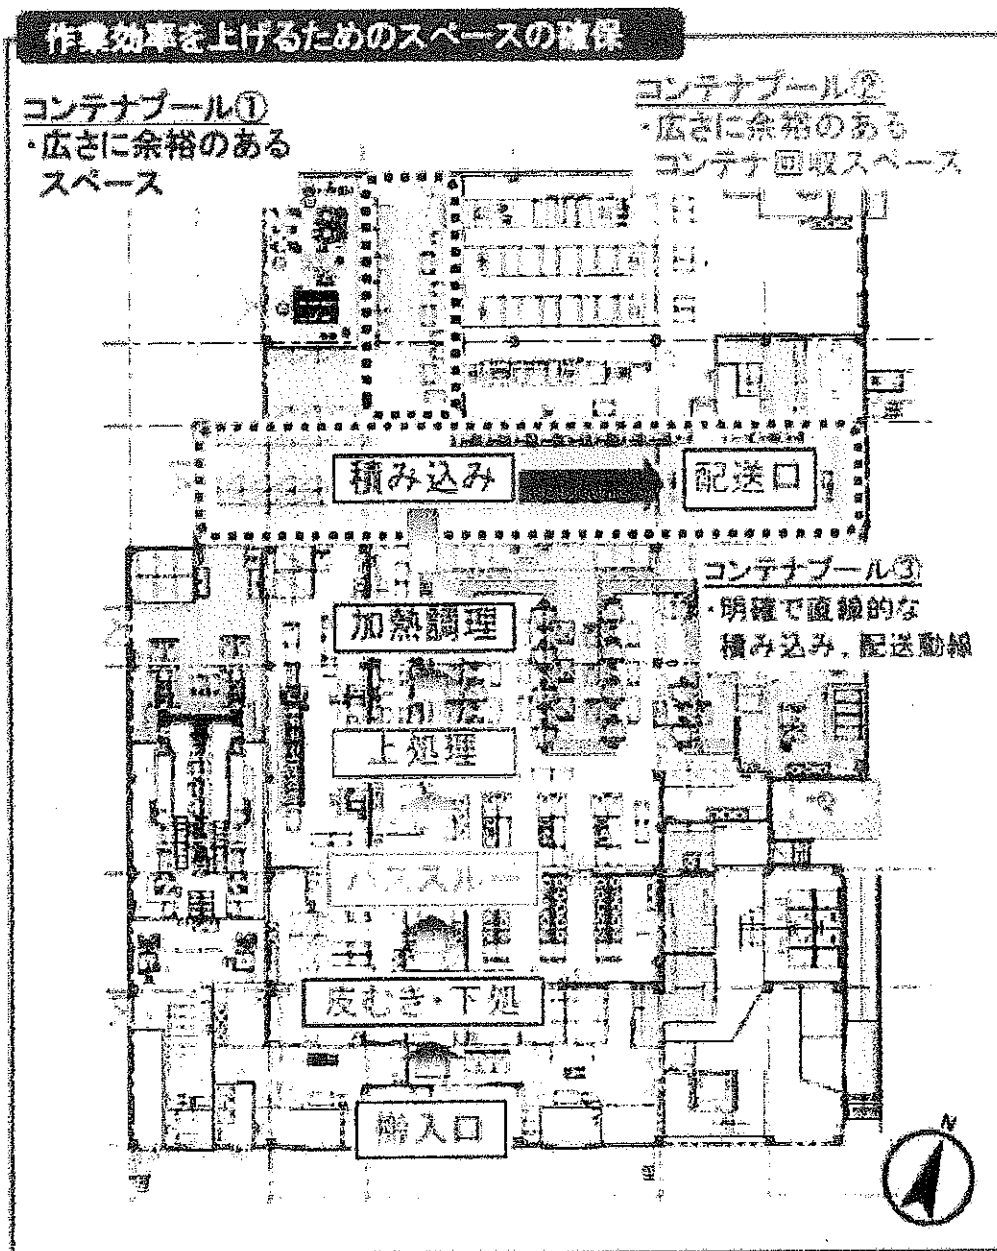 作業効率を上げるためのスペースの確保
コンテナプール①
・広さに余裕のある
スペース
コンテナプール②
・広さに余裕のある
コンテナ回収スペース
積み込み
配送口
コンテナプール③
・明確で直線的な
積み込み，配送動線
加熱調理
上処理
パススルー
皮むき・下処
搬入口
N